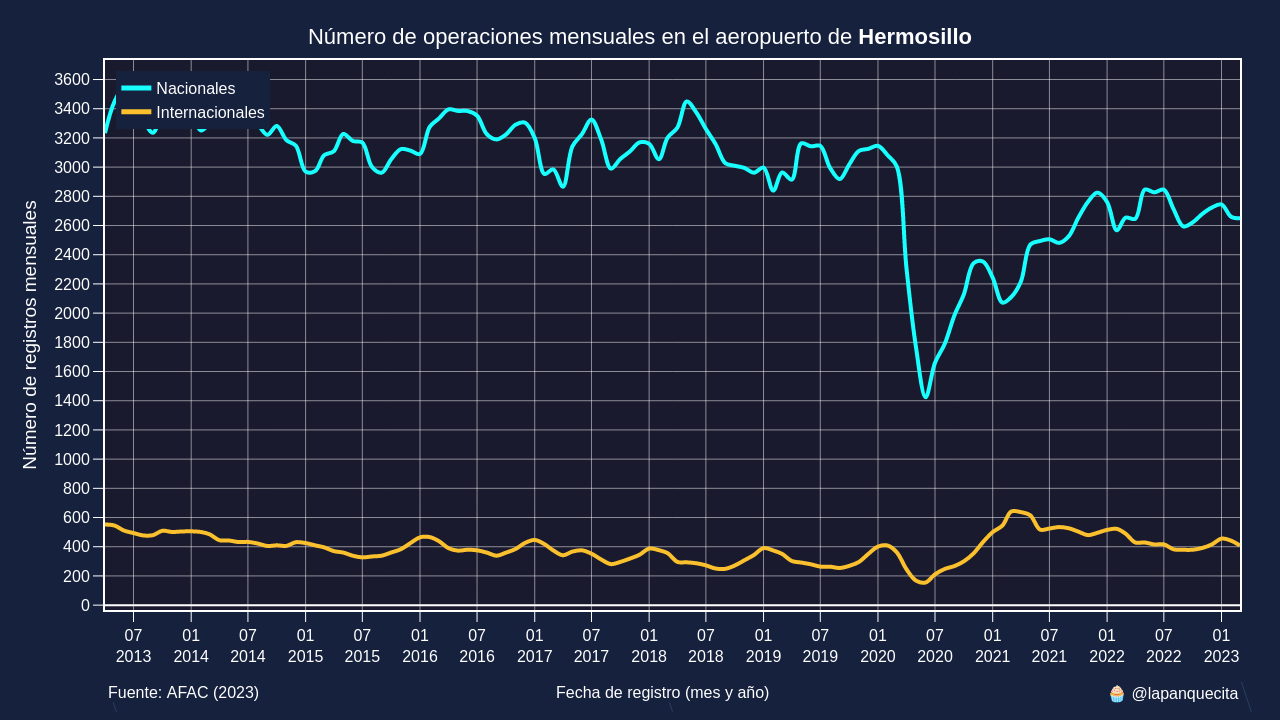 Número de operaciones mensuales en el aeropuerto de Hermosillo
Nacionales
Internacionales
Número de registros mensuales
3600
3400
3200
3000
2800
2600
2400
2200
2000
1800
1600
1400
1200
1000
800
600
400
200
0
07 01 07 01 07 01 07 01 07 01 07 01 07 01 07 01 07 01 07 01
2013 2014 2014 2015 2015 2016 2016 2017 2017 2018 2018 2019 2019 2020 2020 2021 2021 2022 2022 2023
Fuente: AFAC (2023)
Fecha de registro (mes y año)
🧁 @lapanquecita